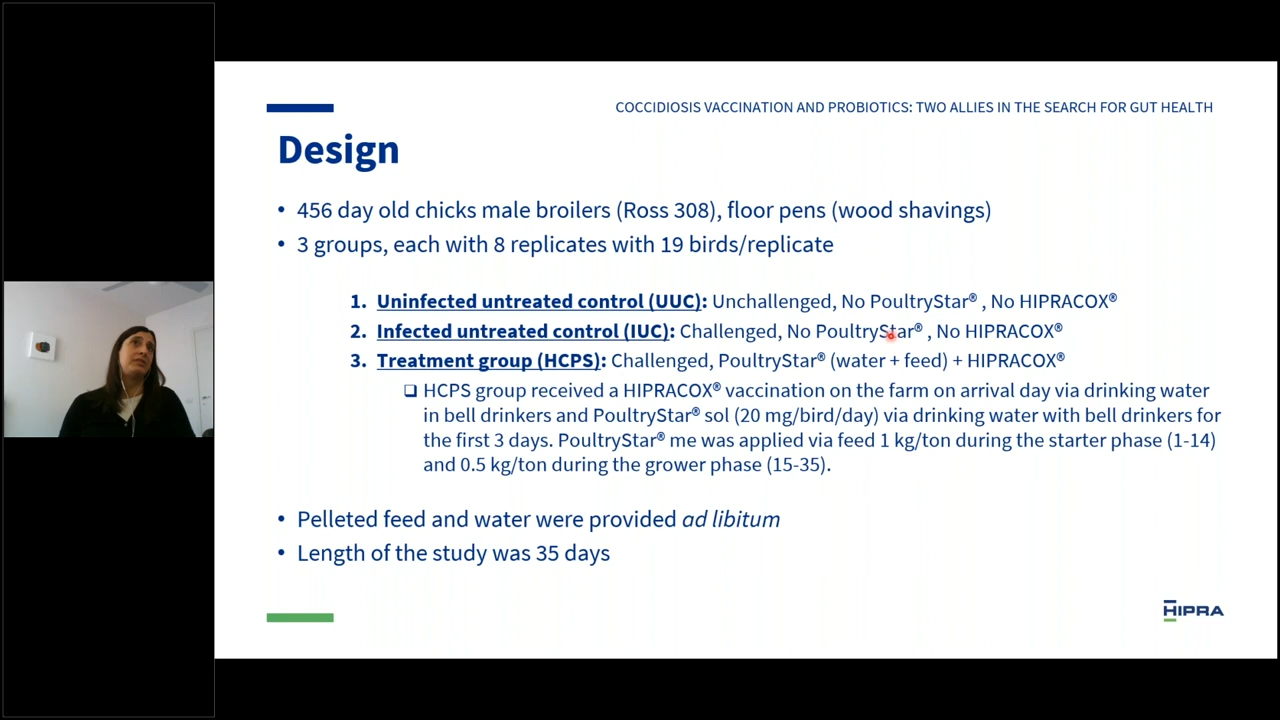 COCCIDIOSIS VACCINATION AND PROBIOTICS: TWO ALLIES IN THE SEARCH FOR GUT HEALTH
Design
• 456 day old chicks male broilers (Ross 308), floor pens (wood shavings)
• 3 groups, each with 8 replicates with 19 birds/replicate
1. Uninfected untreated control (UUC): Unchallenged, No PoultryStar® , No HIPRACOX®
2. Infected untreated control (IUC): Challenged, No PoultryStar® , No HIPRACOX®
3. Treatment group (HCPS): Challenged, PoultryStar® (water + feed) + HIPRACOX®
❑ HCPS group received a HIPRACOX® vaccination on the farm on arrival day via drinking water
in bell drinkers and PoultryStar® sol (20 mg/bird/day) via drinking water with bell drinkers for
the first 3 days. PoultryStar® me was applied via feed 1 kg/ton during the starter phase (1-14)
and 0.5 kg/ton during the grower phase (15-35).
• Pelleted feed and water were provided ad libitum
• Length of the study was 35 days
HIPRA